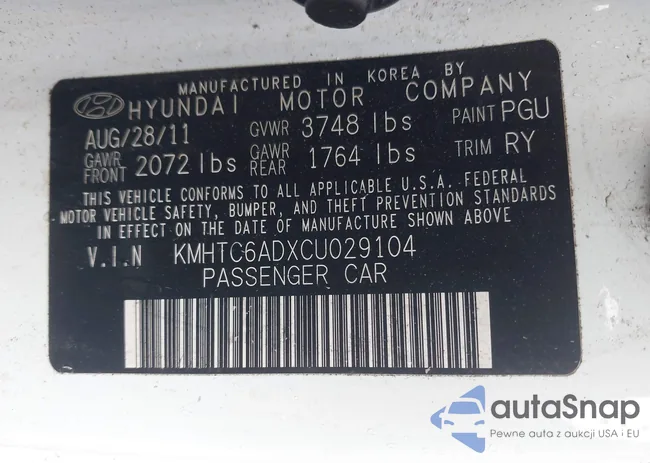 MANUFACTURED IN KOREA BY
HYUNDAI MOTOR COMPANY
AUG/28/11 GVWR 3748 lbs PAINT PGU
GAWR FRONT 2072 lbs GAWR REAR 1764 lbs TRIM RY
THIS VEHICLE CONFORMS TO ALL APPLICABLE U.S.A. FEDERAL
MOTOR VEHICLE SAFETY, BUMPER, AND THEFT PREVENTION STANDARDS
IN EFFECT ON THE DATE OF MANUFACTURE SHOWN ABOVE
V.I.N KMHTC6ADXCU029104
PASSENGER CAR
autaSnap
Pewne auta z aukcji USA i EU